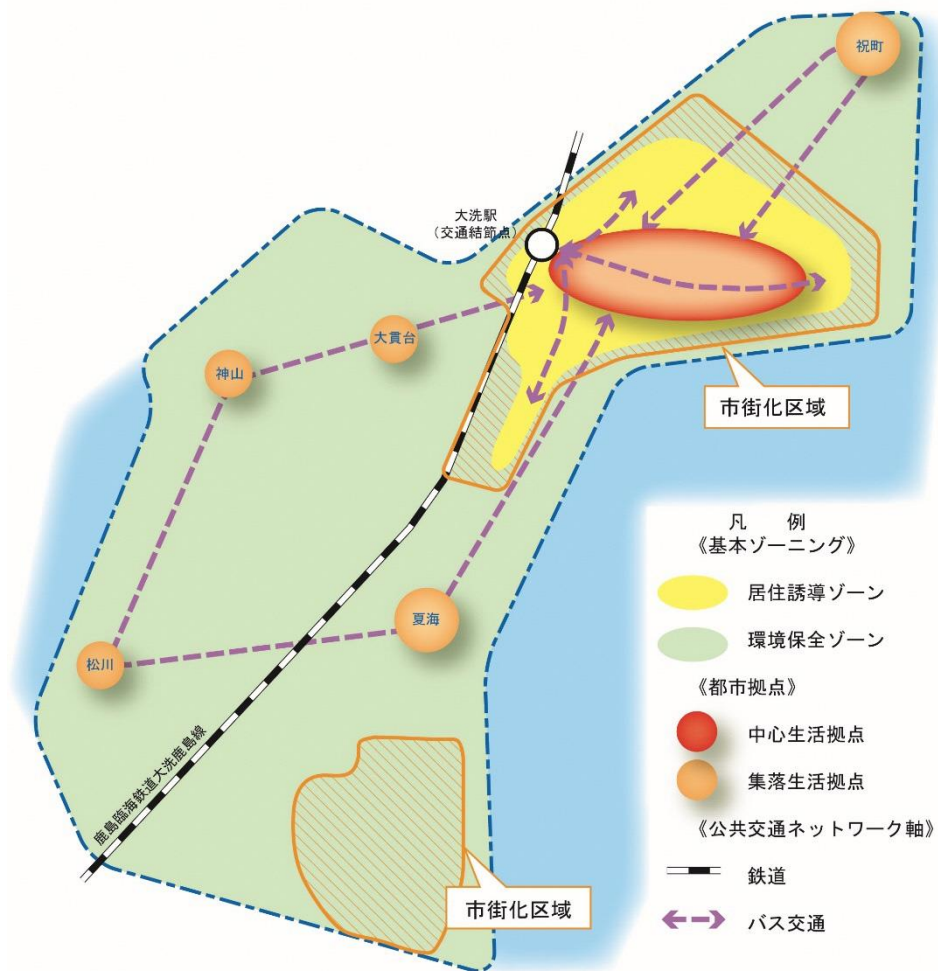 祝町
大洗駅
(交通結節点)
大貫台
神山
市街化区域
夏海
松川
鹿島臨海鉄道大洗鹿島線
市街化区域
凡 例
《基本ゾーニング》
居住誘導ゾーン
環境保全ゾーン
《都市拠点》
中心生活拠点
集落生活拠点
《公共交通ネットワーク軸》
鉄道
バス交通